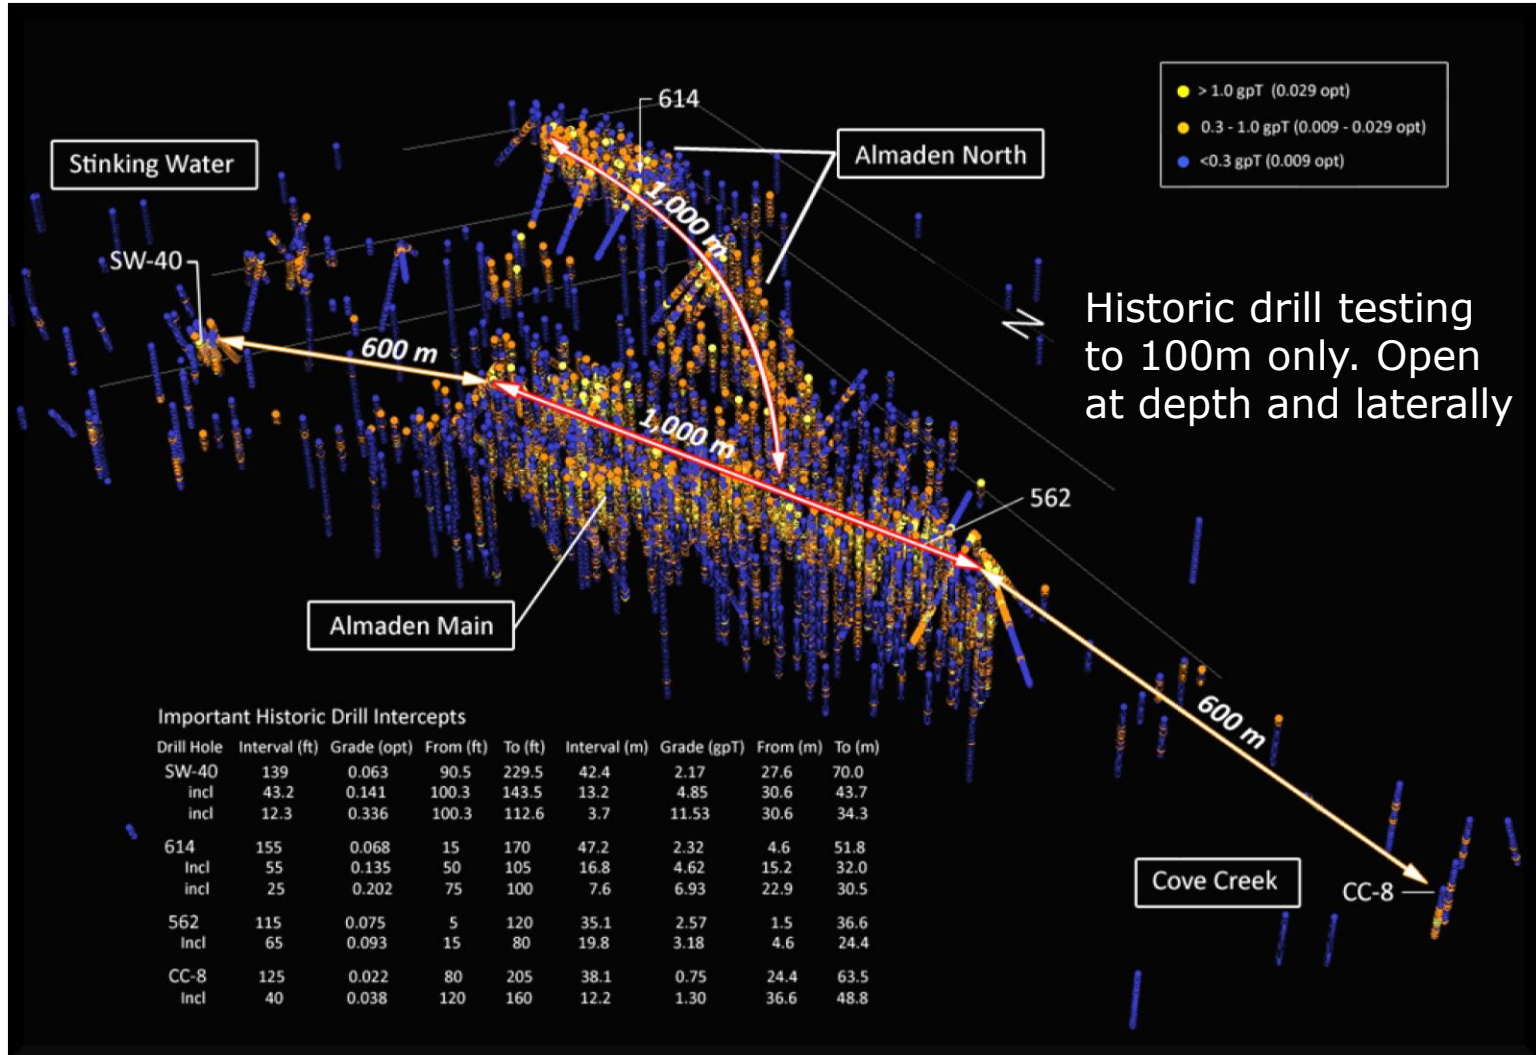 614
> 1.0 gpT (0.029 opt)
0.3 - 1.0 gpT (0.009 - 0.029 opt)
<0.3 gpT (0.009 opt)
Stinking Water
Almaden North
SW-40
1,000 m
N
Historic drill testing
to 100m only. Open
at depth and laterally
600 m
1,000 m
562
Almaden Main
600 m
Cove Creek
CC-8
Important Historic Drill Intercepts
Drill Hole Interval (ft) Grade (opt) From (ft) To (ft) Interval (m) Grade (gpT) From (m) To (m)
SW-40 139 0.063 90.5 229.5 42.4 2.17 27.6 70.0
incl 43.2 0.141 100.3 143.5 13.2 4.85 30.6 43.7
incl 12.3 0.336 100.3 112.6 3.7 11.53 30.6 34.3
614 155 0.068 15 170 47.2 2.32 4.6 51.8
Incl 55 0.135 50 105 16.8 4.62 15.2 32.0
incl 25 0.202 75 100 7.6 6.93 22.9 30.5
562 115 0.075 5 120 35.1 2.57 1.5 36.6
Incl 65 0.093 15 80 19.8 3.18 4.6 24.4
CC-8 125 0.022 80 205 38.1 0.75 24.4 63.5
Incl 40 0.038 120 160 12.2 1.30 36.6 48.8